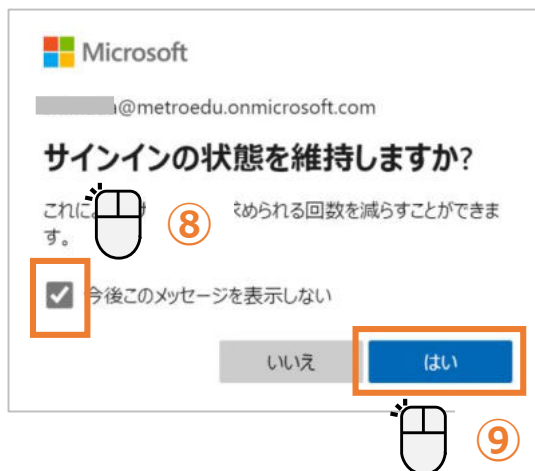 Microsoft
@metroedu.onmicrosoft.com
サインインの状態を維持しますか?
これに ⑧ められる回数を減らすことができま
す。
今後このメッセージを表示しない
いいえ はい
⑨